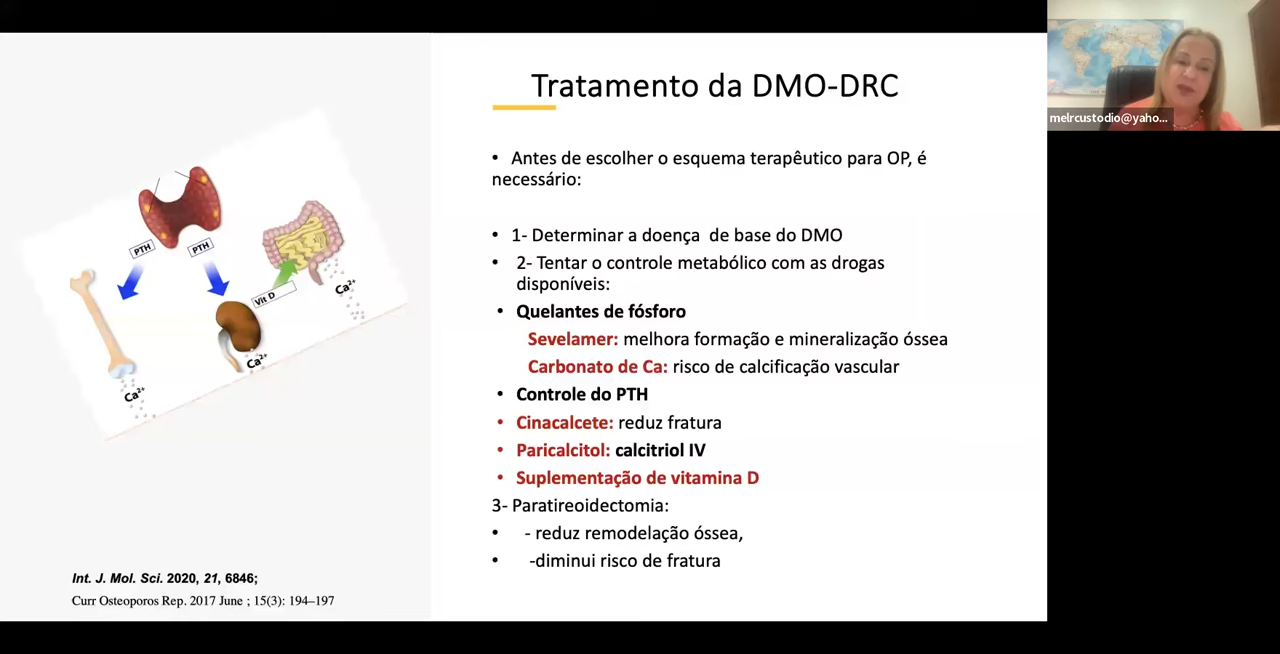 Tratamento da DMO-DRC
melrcustodio@yaho...
• Antes de escolher o esquema terapêutico para OP, é
necessário:
• 1- Determinar a doença de base do DMO
• 2- Tentar o controle metabólico com as drogas
disponíveis:
• Quelantes de fósforo
Sevelamer: melhora formação e mineralização óssea
Carbonato de Ca: risco de calcificação vascular
• Controle do PTH
• Cinacalcete: reduz fratura
• Paricalcitol: calcitriol IV
• Suplementação de vitamina D
3- Paratireoidectomia:
• - reduz remodelação óssea,
• -diminui risco de fratura
PTH
PTH
Vit D
Ca2+
Ca2+
Ca2+
Int. J. Mol. Sci. 2020, 21, 6846;
Curr Osteoporos Rep. 2017 June ; 15(3): 194–197